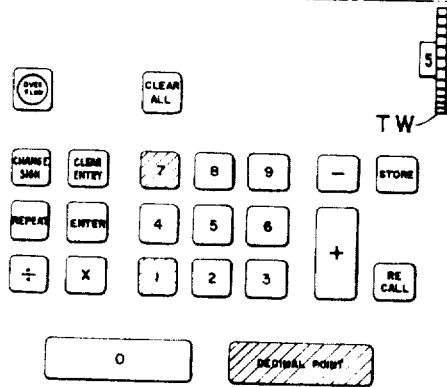 5
OVER FLOW
CLEAR ALL
TW
CHANGE SIGN
CLEAR ENTRY
7
8
9
−
STORE
REPEAT
ENTER
4
5
6
+
÷
X
1
2
3
RE CALL
0
DECIMAL POINT